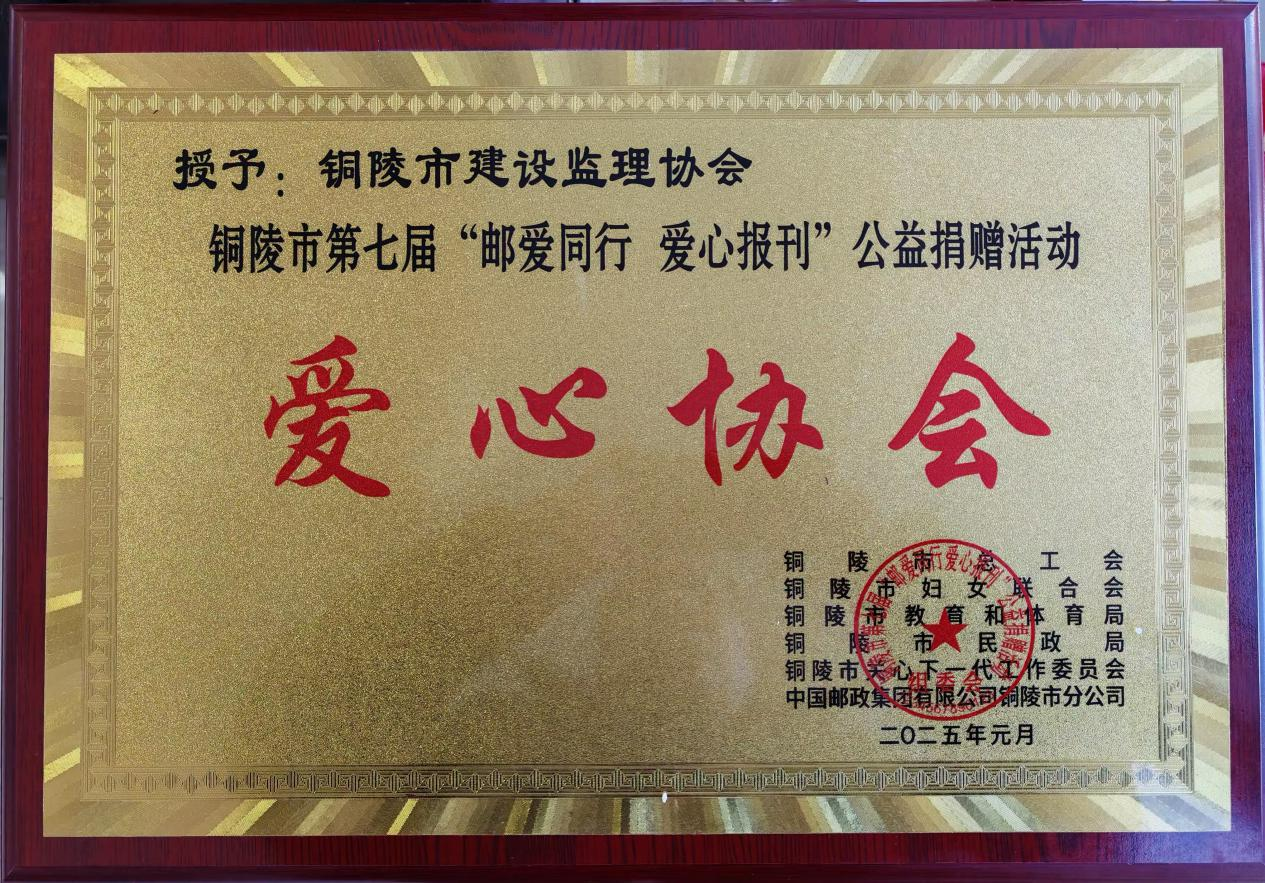 授予：铜陵市建设监理协会
铜陵市第七届“邮爱同行 爱心报刊”公益捐赠活动
爱心协会
铜陵市总工会
铜陵市妇女联合会
铜陵市教育和体育局
铜陵市民政局
铜陵市关心下一代工作委员会
中国邮政集团有限公司铜陵市分公司
二〇二五年元月
组委会